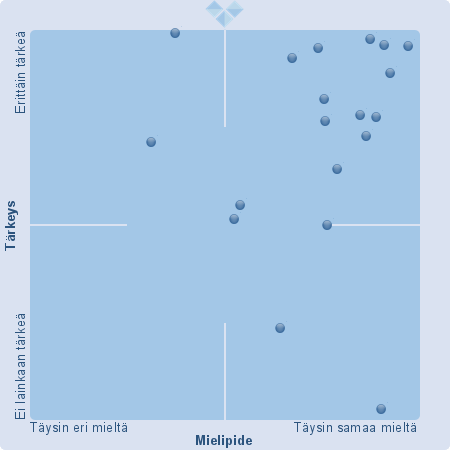 Erittäin tärkeä
Tärkeys
Ei lainkaan tärkeä
Täysin eri mieltä
Täysin samaa mieltä
Mielipide